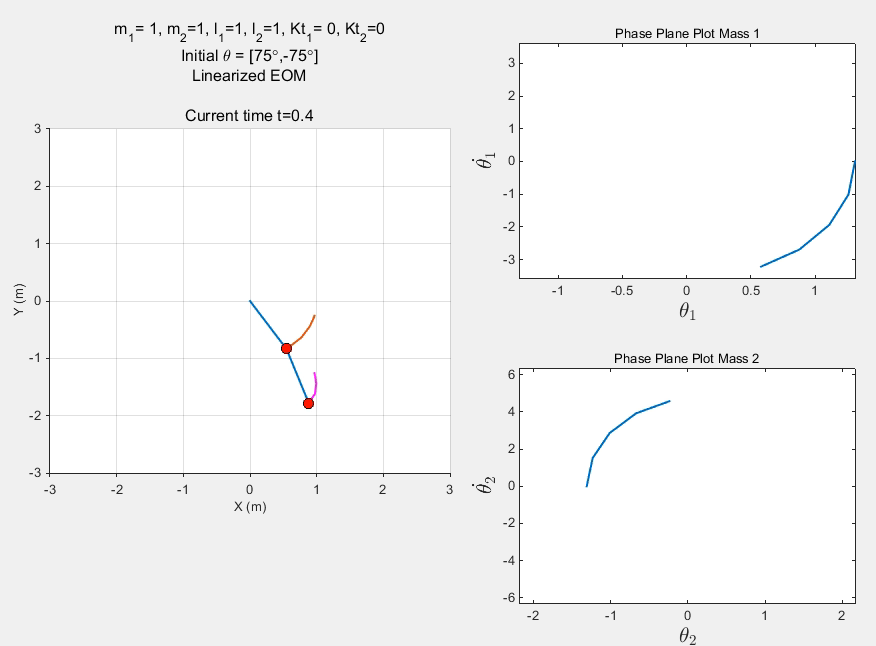 m₁= 1, m₂=1, l₁=1, l₂=1, Kt₁= 0, Kt₂=0
Initial θ = [75°,-75°]
Linearized EOM
Current time t=0.4
3
2
1
0
-1
-2
-3
Y (m)
-3 -2 -1 0 1 2 3
X (m)
Phase Plane Plot Mass 1
3
2
1
0
-1
-2
-3
θ̇₁
-1 -0.5 0 0.5 1
θ₁
Phase Plane Plot Mass 2
6
4
2
0
-2
-4
-6
θ̇₂
-2 -1 0 1 2
θ₂